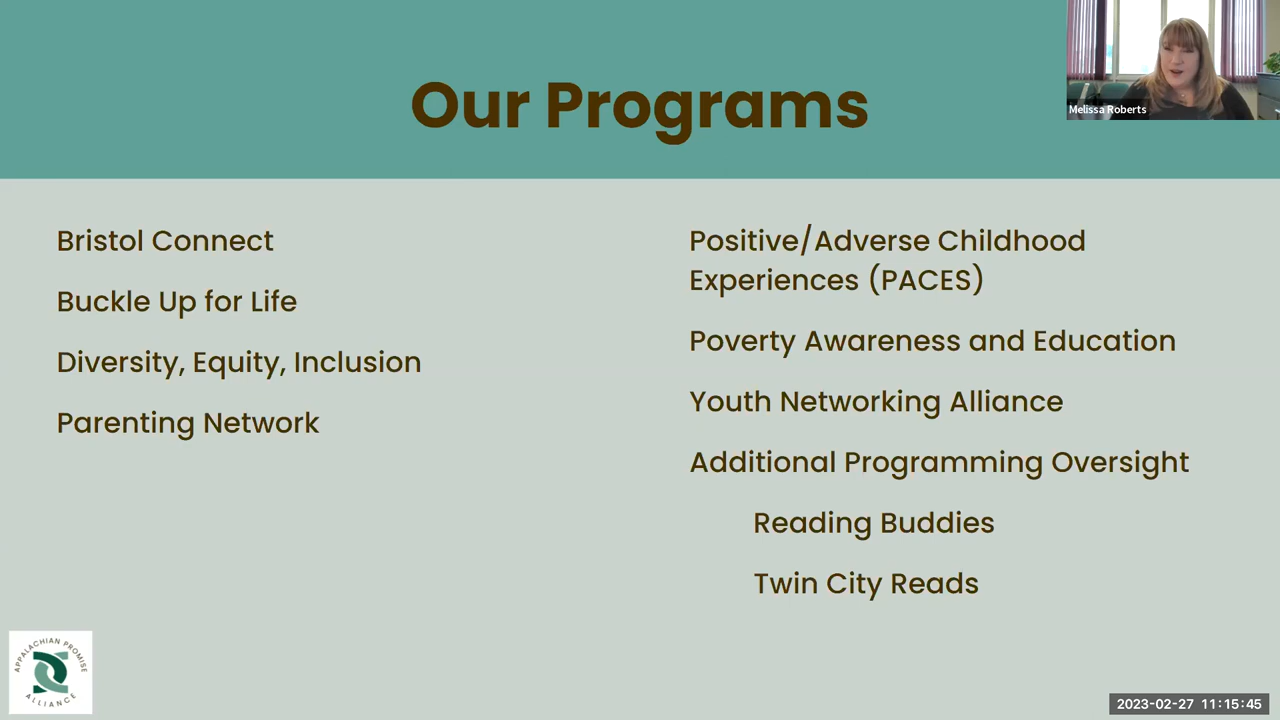 Our Programs
Melissa Roberts
Bristol Connect
Buckle Up for Life
Diversity, Equity, Inclusion
Parenting Network
Positive/Adverse Childhood
Experiences (PACES)
Poverty Awareness and Education
Youth Networking Alliance
Additional Programming Oversight
Reading Buddies
Twin City Reads
APPALACHIAN PROMISE
ALLIANCE
2023-02-27 11:15:45